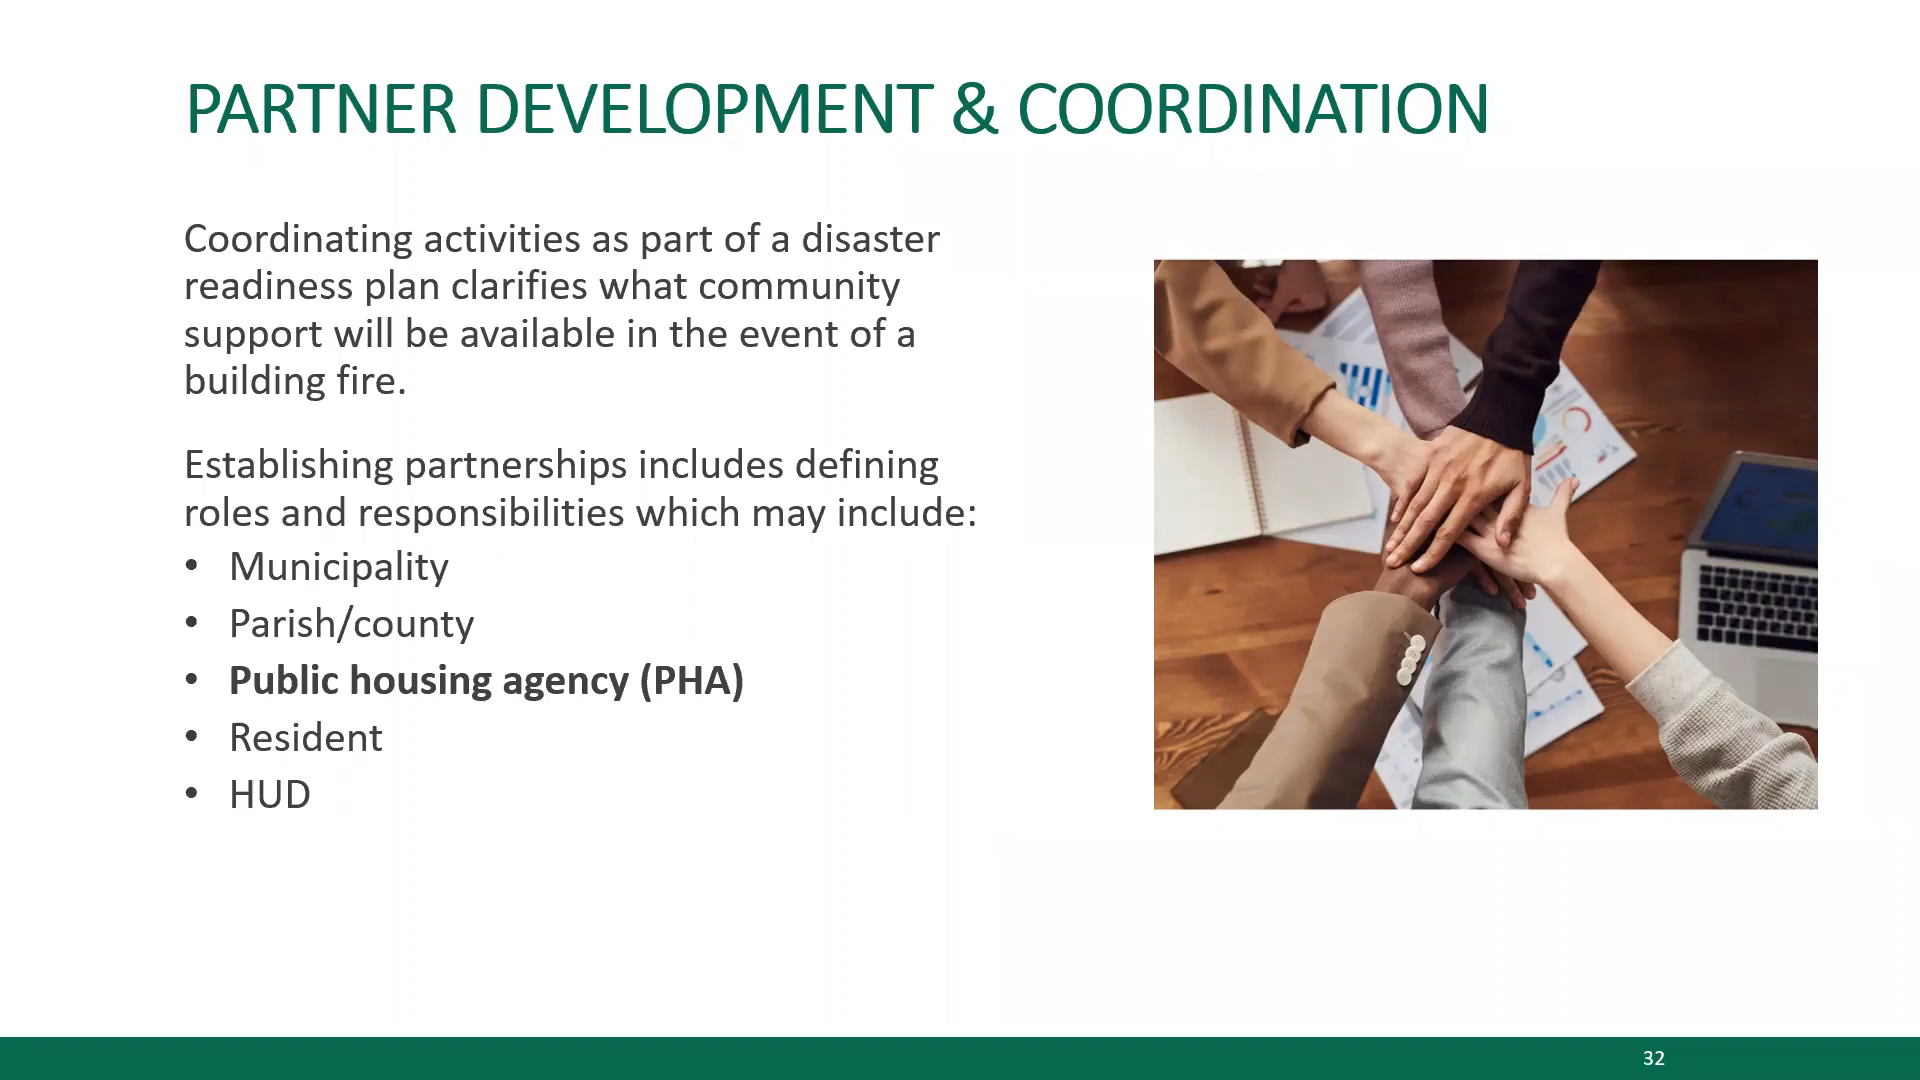 PARTNER DEVELOPMENT & COORDINATION
Coordinating activities as part of a disaster
readiness plan clarifies what community
support will be available in the event of a
building fire.
Establishing partnerships includes defining
roles and responsibilities which may include:
• Municipality
• Parish/county
• Public housing agency (PHA)
• Resident
• HUD
32